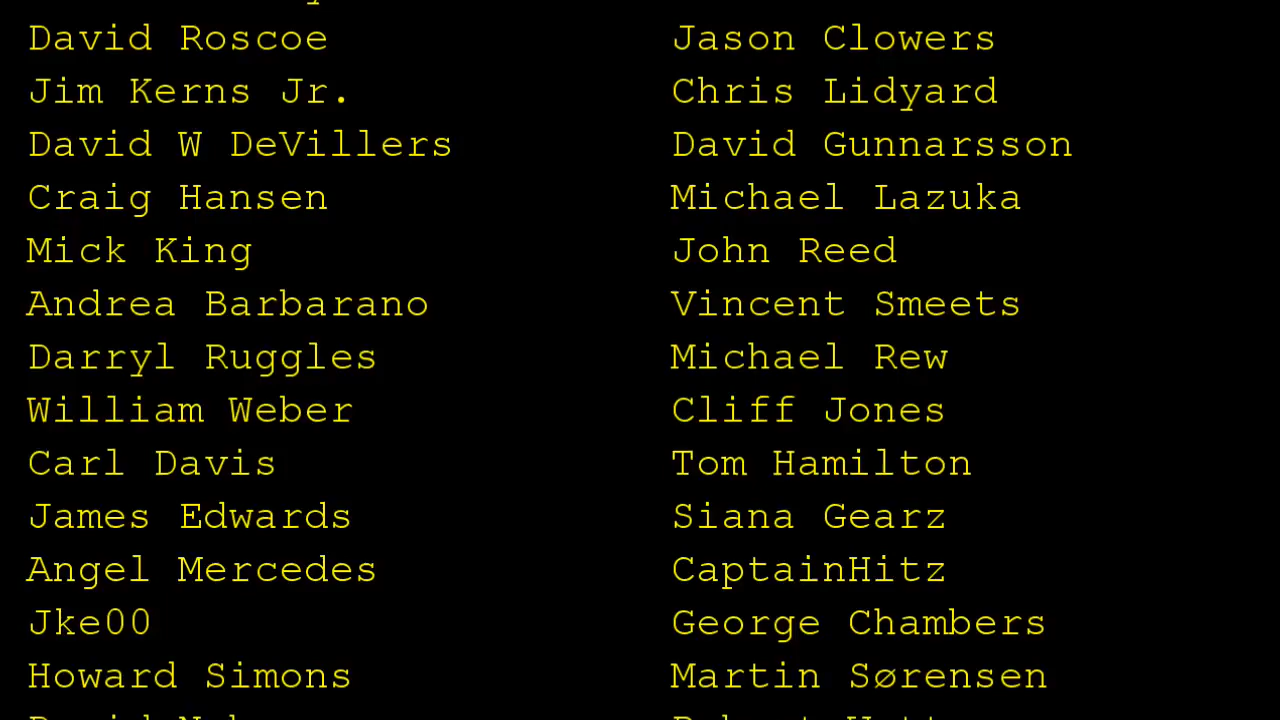 David Roscoe
Jim Kerns Jr.
David W DeVillers
Craig Hansen
Mick King
Andrea Barbarano
Darryl Ruggles
William Weber
Carl Davis
James Edwards
Angel Mercedes
Jke00
Howard Simons
Jason Clowers
Chris Lidyard
David Gunnarsson
Michael Lazuka
John Reed
Vincent Smeets
Michael Rew
Cliff Jones
Tom Hamilton
Siana Gearz
CaptainHitz
George Chambers
Martin Sørensen